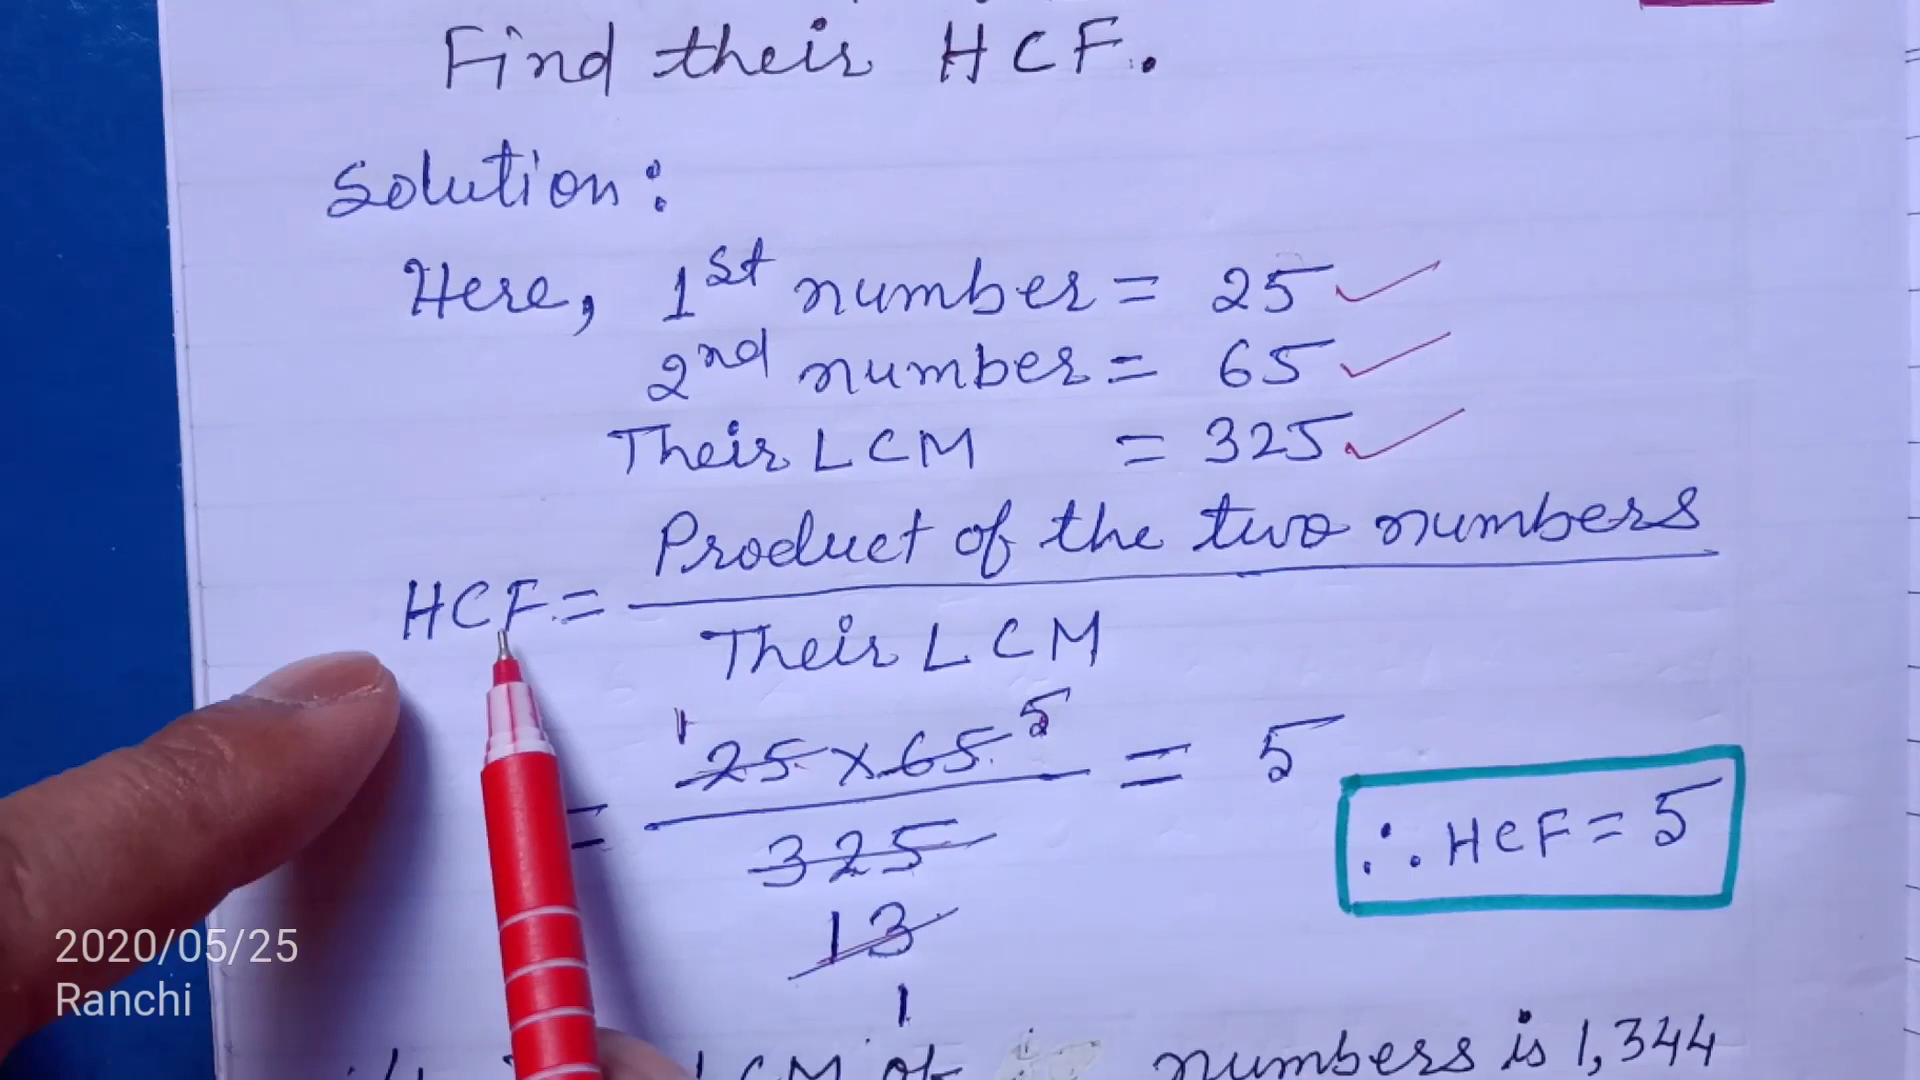 Find their HCF.
Solution:
Here, 1st number = 25
2nd number = 65
Their LCM = 325
HCF = Product of the two numbers
Their LCM
1 25 x 65 5 = 5
=
325
13
1
∴ HCF = 5
LCM of numbers is 1,344
2020/05/25
Ranchi